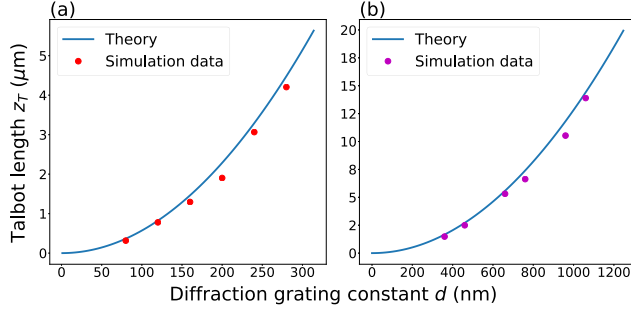 (a)
Theory
Simulation data
5
4
3
2
1
0
0 50 100 150 200 250 300
(b)
Theory
Simulation data
20
18
15
12
10
8
5
2
0
0 200 400 600 800 1000 1200
Talbot length z_T (μm)
Diffraction grating constant d (nm)